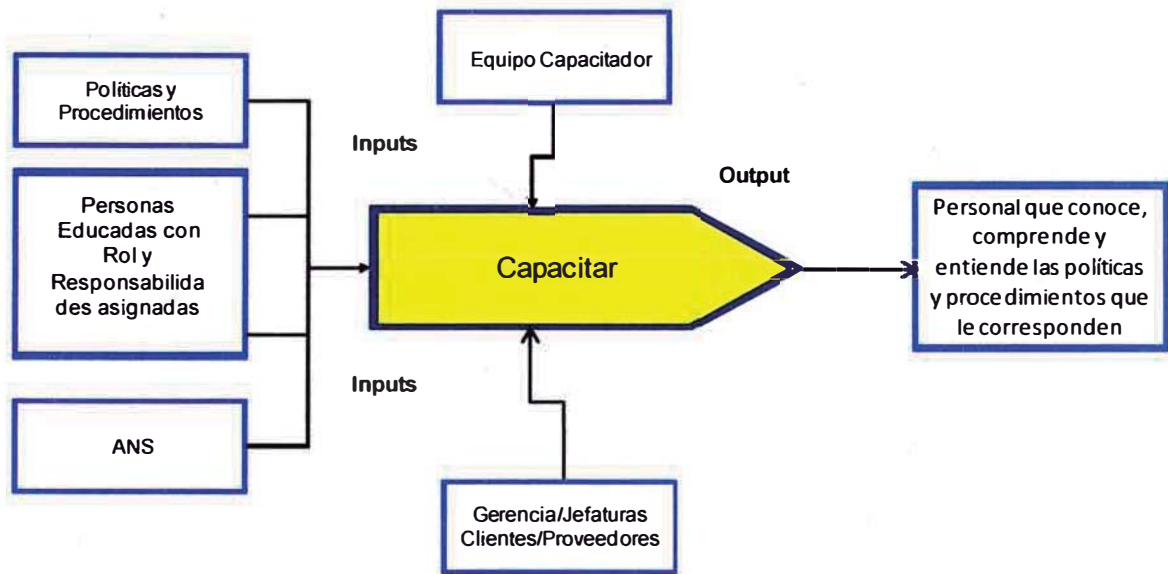 Políticas y
Procedimientos
Personas
Educadas con
Rol y
Responsabilida
des asignadas
ANS
Inputs
Inputs
Equipo Capacitador
Capacitar
Gerencia/Jefaturas
Clientes/Proveedores
Output
Personal que conoce,
comprende y
entiende las políticas
y procedimientos que
le corresponden